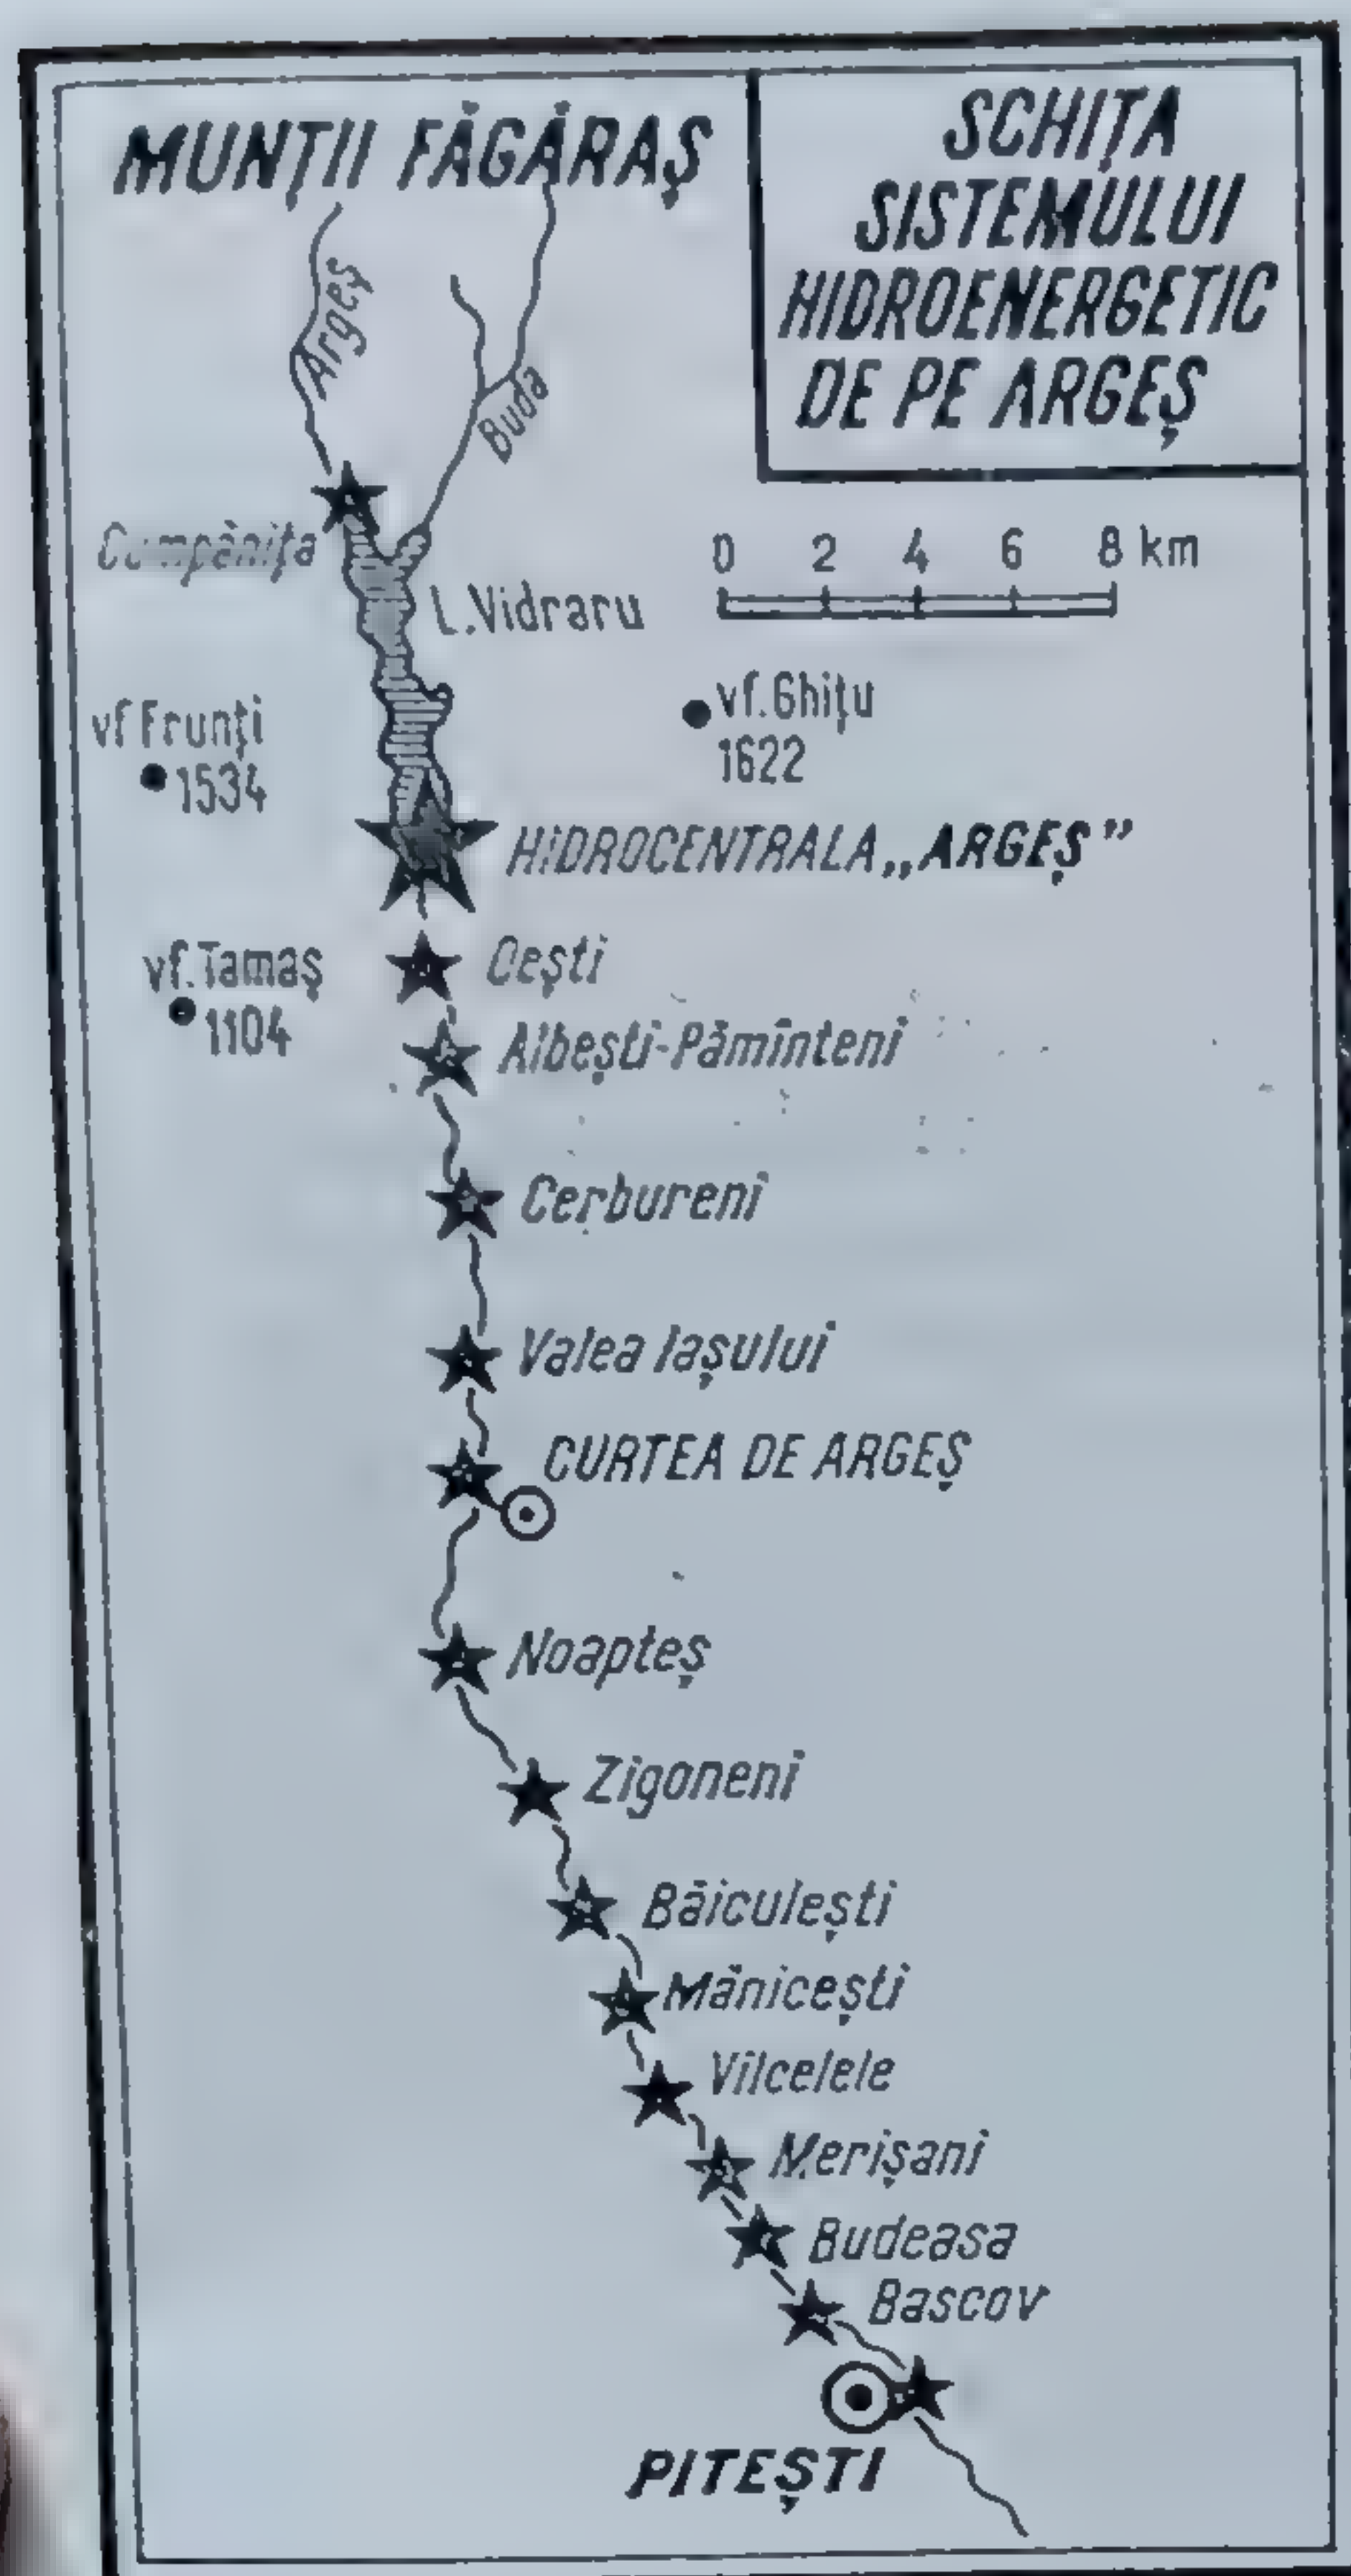 MUNȚII FĂGĂRAȘ
SCHIȚA
SISTEMULUI
HIDROENERGETIC
DE PE ARGEȘ
Argeș
Buda
Cumpănița
L.Vidraru
0 2 4 6 8 km
vf Frunți
1534
vf.Ghițu
1622
HIDROCENTRALA „ARGEȘ”
vf.Tamaș
1104
Oești
Albești-Pămînteni
Cerbureni
Valea Iașului
CURTEA DE ARGEȘ
Noapteș
Zigoneni
Băiculești
Mănicești
Vîlcelele
Merișani
Budeasa
Bascov
PITEȘTI